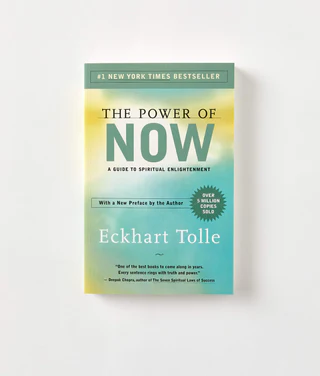 #1 NEW YORK TIMES BESTSELLER
THE POWER OF
NOW
A GUIDE TO SPIRITUAL ENLIGHTENMENT
With a New Preface by the Author
OVER
5 MILLION
COPIES
SOLD
Eckhart Tolle
"One of the best books to come along in years.
Every sentence rings with truth and power."
— Deepak Chopra, author of The Seven Spiritual Laws of Success